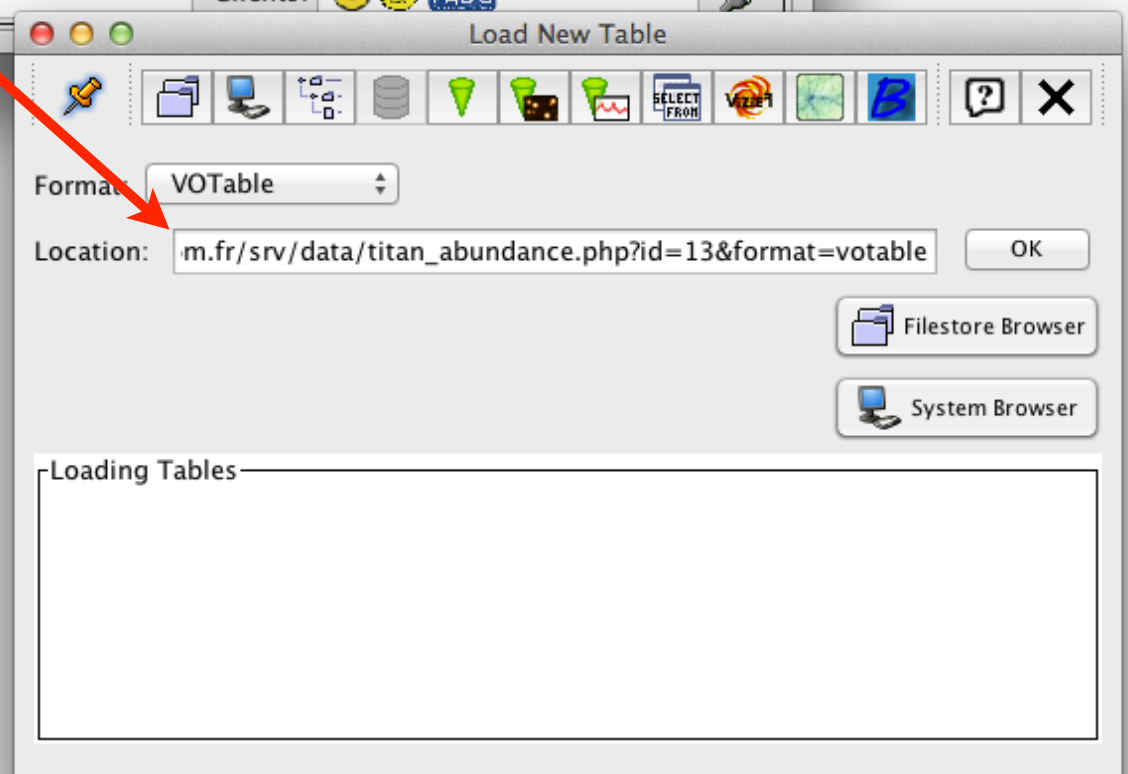 Load New Table
SELECT
FROM
VizieR
B
?
VOTable
Location: m.fr/srv/data/titan_abundance.php?id=13&format=votable OK
Filestore Browser
System Browser
Loading Tables